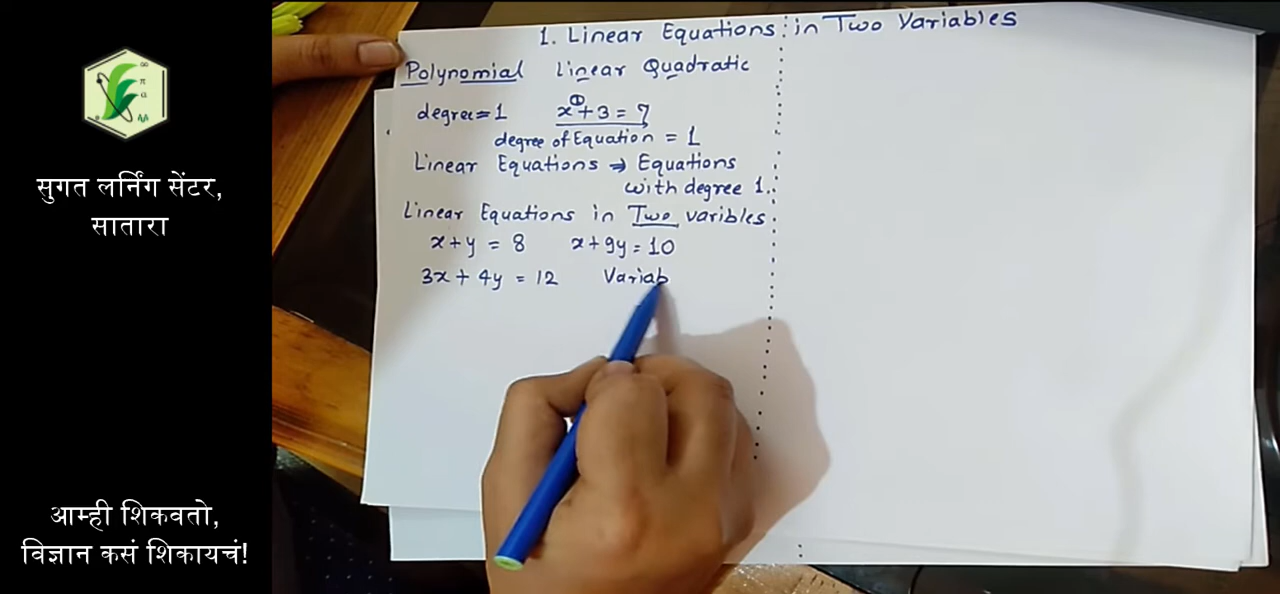 सुगत लर्निंग सेंटर,
सातारा
आम्ही शिकवतो,
विज्ञान कसं शिकायचं!
1. Linear Equations in Two Variables
Polynomial Linear Quadratic
degree=1 x¹+3=7
degree of Equation = 1
Linear Equations ⇒ Equations
with degree 1.
Linear Equations in Two varibles.
x+y = 8 x+9y=10
3x+4y = 12 Variab